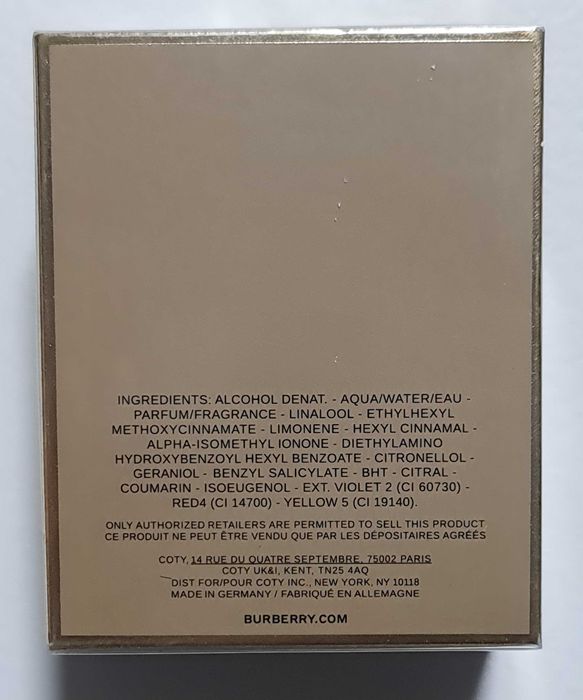 INGREDIENTS: ALCOHOL DENAT. - AQUA/WATER/EAU -
PARFUM/FRAGRANCE - LINALOOL - ETHYLHEXYL
METHOXYCINNAMATE - LIMONENE - HEXYL CINNAMAL -
ALPHA-ISOMETHYL IONONE - DIETHYLAMINO
HYDROXYBENZOYL HEXYL BENZOATE - CITRONELLOL -
GERANIOL - BENZYL SALICYLATE - BHT - CITRAL -
COUMARIN - ISOEUGENOL - EXT. VIOLET 2 (CI 60730) -
RED4 (CI 14700) - YELLOW 5 (CI 19140).
ONLY AUTHORIZED RETAILERS ARE PERMITTED TO SELL THIS PRODUCT
CE PRODUIT NE PEUT ÊTRE VENDU QUE PAR LES DÉPOSITAIRES AGRÉÉS
COTY, 14 RUE DU QUATRE SEPTEMBRE, 75002 PARIS
COTY UK&I, KENT, TN25 4AQ
DIST FOR/POUR COTY INC., NEW YORK, NY 10118
MADE IN GERMANY / FABRIQUÉ EN ALLEMAGNE
BURBERRY.COM